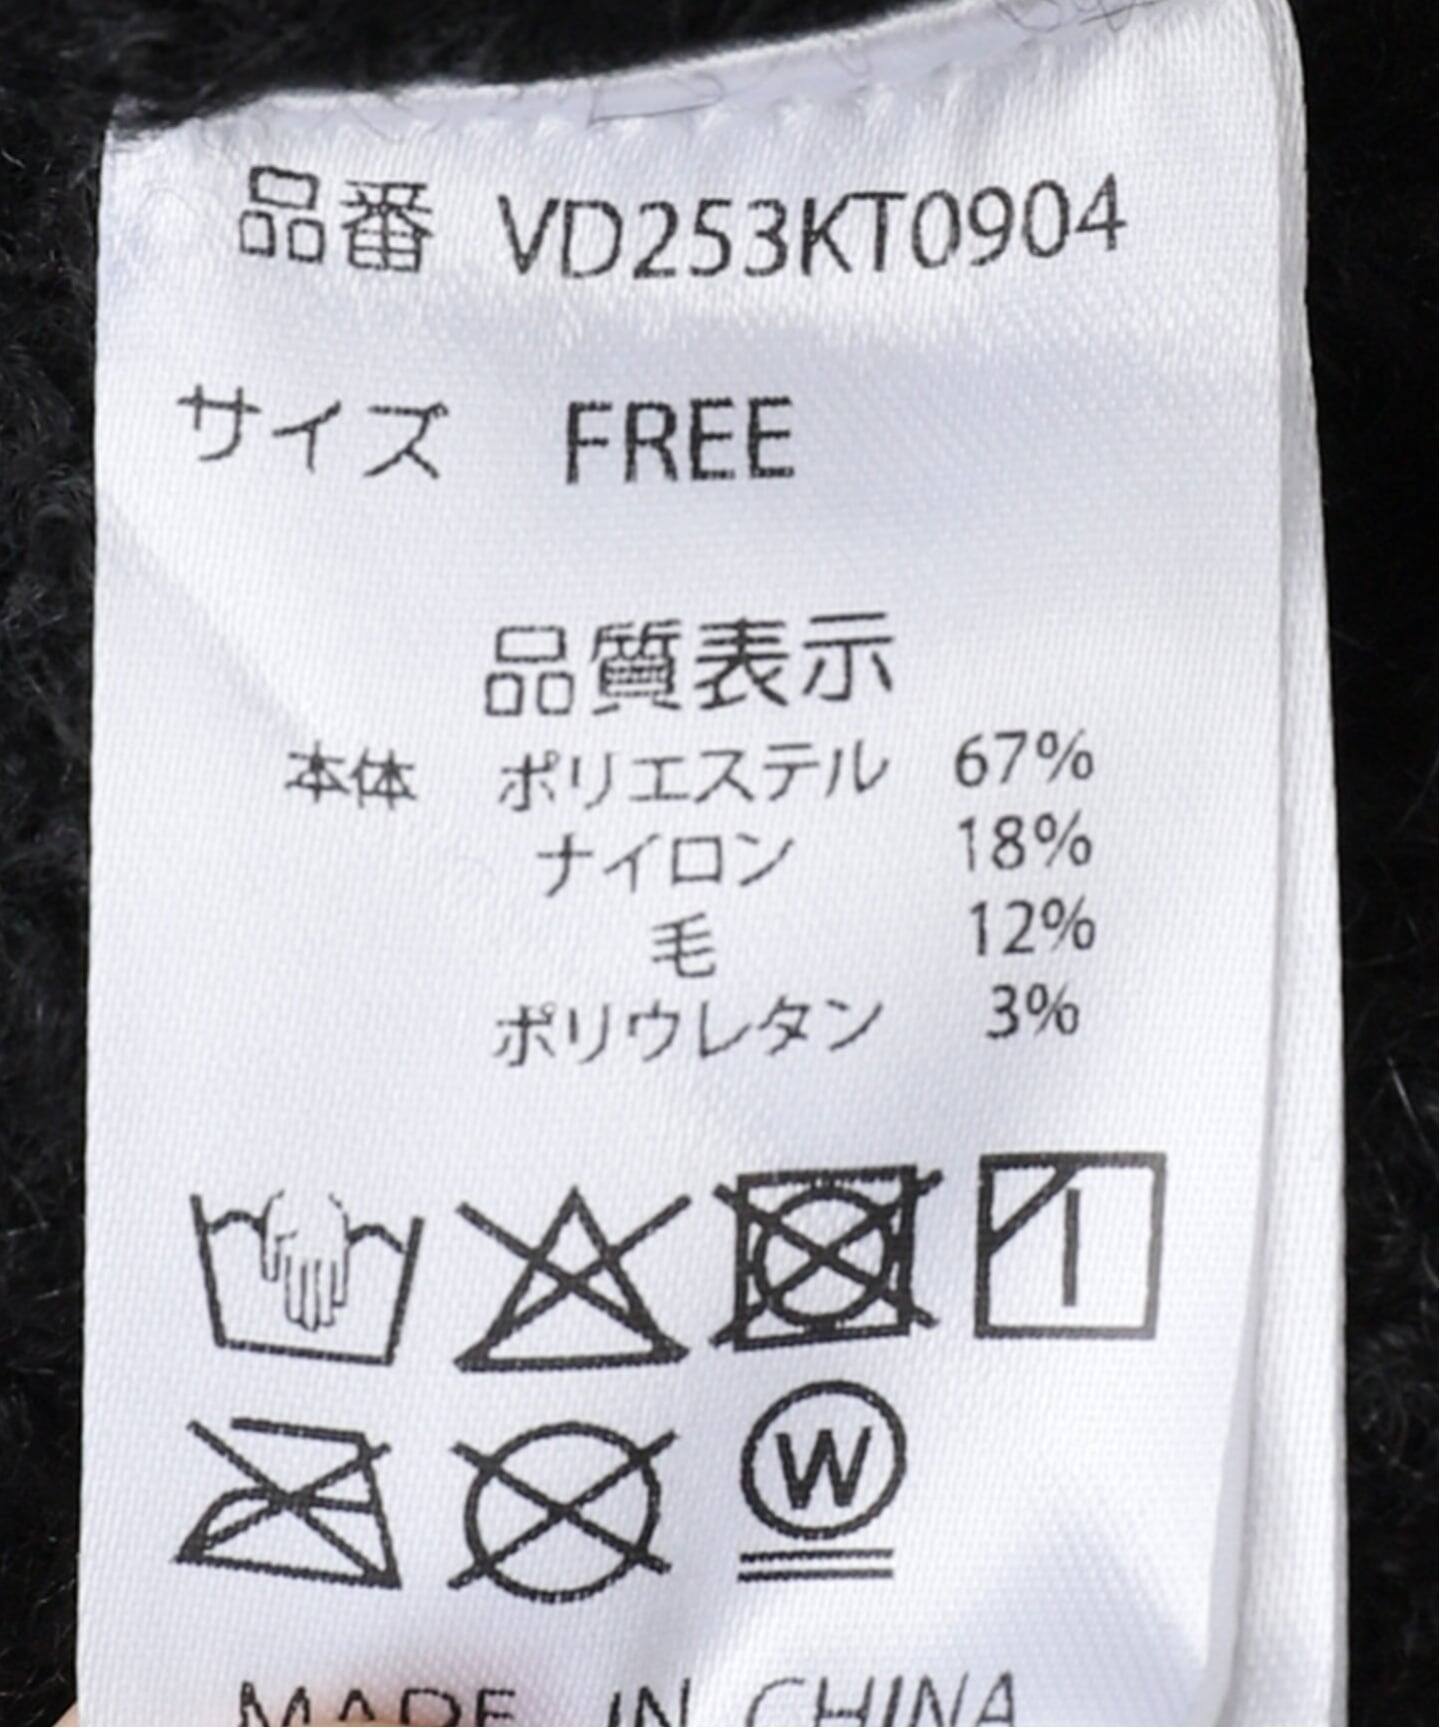 品番 VD253KT0904
サイズ FREE
品質表示
本体 ポリエステル 67%
ナイロン 18%
毛 12%
ポリウレタン 3%
W
MADE IN CHINA